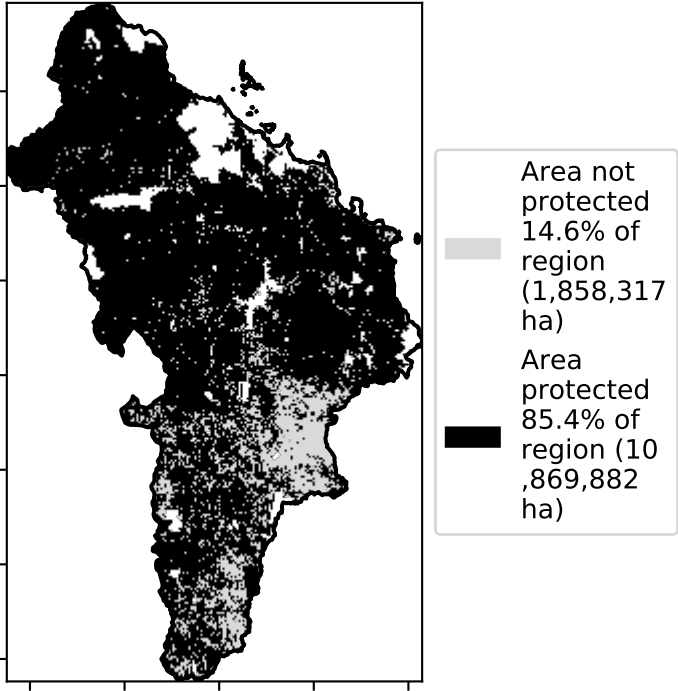 Area not
protected
14.6% of
region
(1,858,317
ha)
Area
protected
85.4% of
region (10
,869,882
ha)